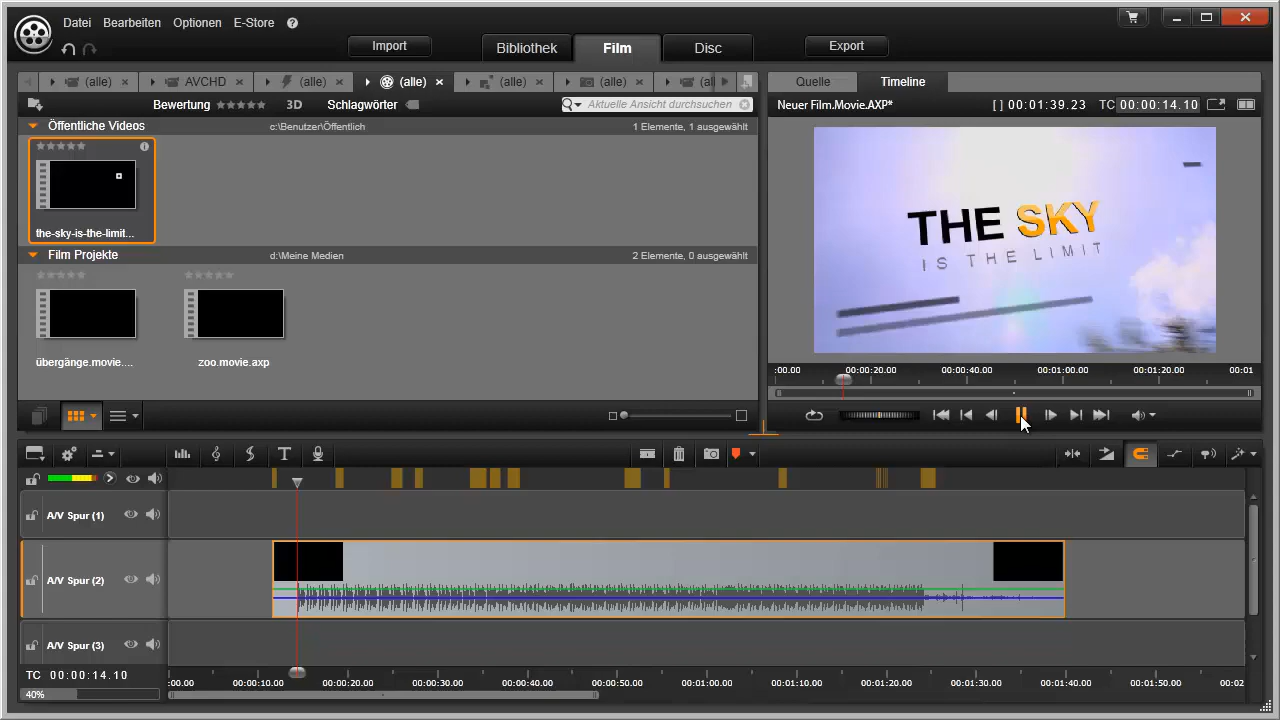 Datei Bearbeiten Optionen E-Store ?
Import Bibliothek Film Disc Export
(alle) AVCHD (alle) (alle) (alle) (alle) (al
Bewertung 3D Schlagwörter Aktuelle Ansicht durchsuchen
Öffentliche Videos c:\Benutzer\Öffentlich 1 Elemente, 1 ausgewählt
the-sky-is-the-limit...
Film Projekte d:\Meine Medien 2 Elemente, 0 ausgewählt
übergänge.movie.... zoo.movie.axp
Quelle Timeline
Neuer Film.Movie.AXP* [ ] 00:01:39.23 TC 00:00:14.10
THE SKY
IS THE LIMIT
:00.00 00:00:20.00 00:00:40.00 00:01:00.00 00:01:20.00 00:01
A/V Spur (1)
A/V Spur (2)
A/V Spur (3)
TC 00:00:14.10
:00.00 00:00:10.00 00:00:20.00 00:00:30.00 00:00:40.00 00:00:50.00 00:01:00.00 00:01:10.00 00:01:20.00 00:01:30.00 00:01:40.00 00:01:50.00 00:02
40%